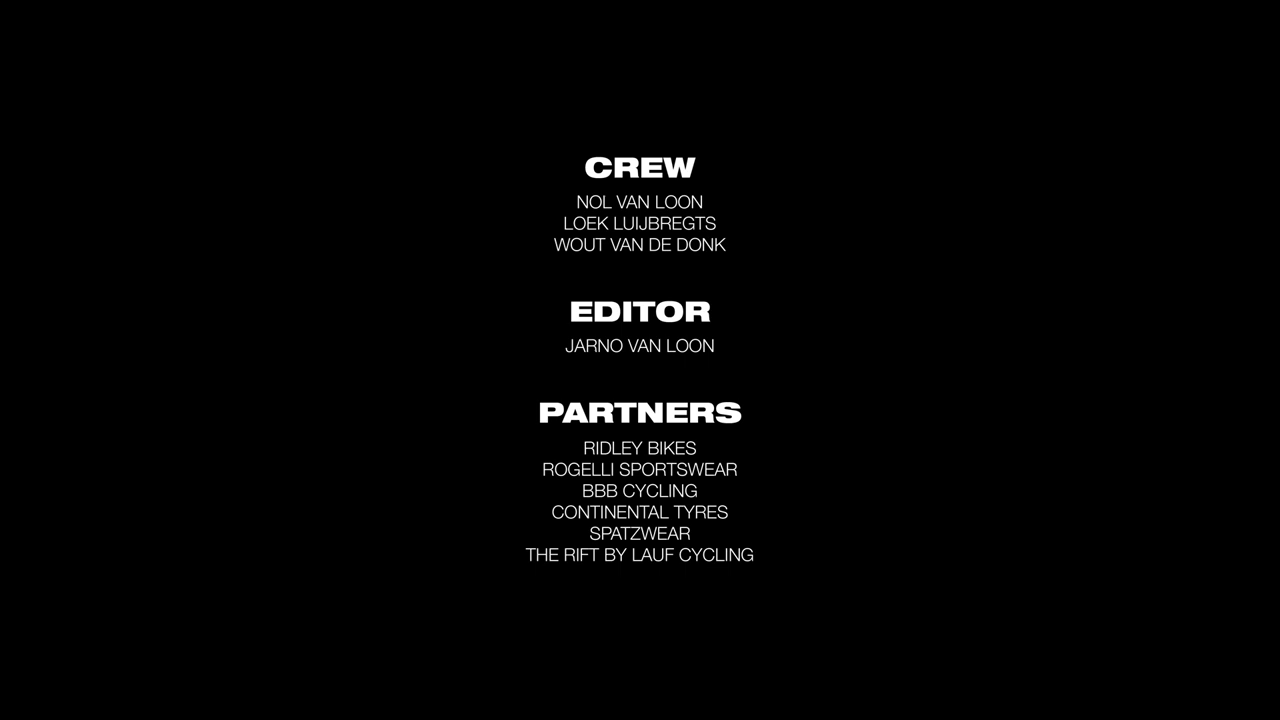 CREW
NOL VAN LOON
LOEK LUIJBREGTS
WOUT VAN DE DONK
EDITOR
JARNO VAN LOON
PARTNERS
RIDLEY BIKES
ROGELLI SPORTSWEAR
BBB CYCLING
CONTINENTAL TYRES
SPATZWEAR
THE RIFT BY LAUF CYCLING